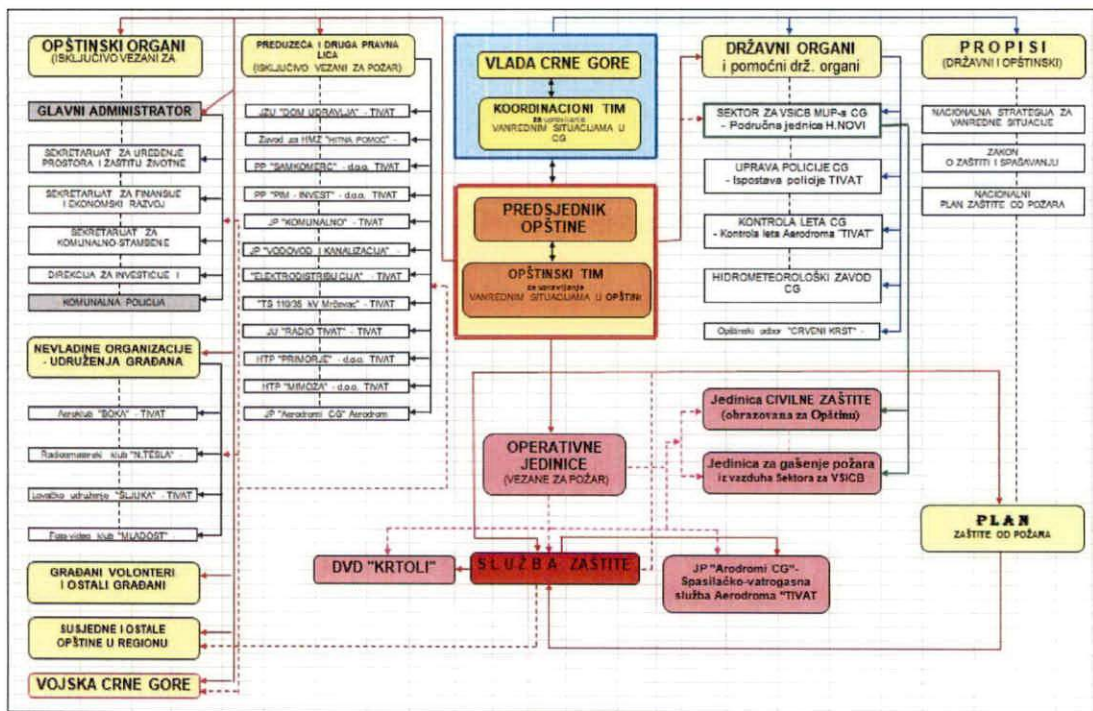 OPŠTINSKI ORGANI
(ISKLJUČIVO VEZANI ZA
GLAVNI ADMINISTRATOR
SEKRETARIJAT ZA UREĐENJE
PROSTORA I ZAŠTITU ŽIVOTNE
SEKRETARIJAT ZA FINANSIJE
I EKONOMSKI RAZVOJ
SEKRETARIJAT ZA
KOMUNALNO-STAMBENE
DIREKCIJA ZA INVESTICIJE I
KOMUNALNA POLICIJA
NEVLADINE ORGANIZACIJE
- UDRUŽENJA GRAĐANA
Aeroklub "BOKA" - TIVAT
klub "N.TESLA"
Lovačko udruženje "ŠLJUKA" - TIVAT
Foto-video klub "MLADOST" -
GRAĐANI VOLONTERI
I OSTALI GRAĐANI
SUSJEDNE I OSTALE
OPŠTINE U REGIONU
VOJSKA CRNE GORE
PREDUZEĆA I DRUGA PRAVNA
LICA
(ISKLJUČIVO VEZANI ZA POŽAR)
JZU "DOM ZDRAVLJA" - TIVAT
Zavod za HMZ "HITNA POMOĆ" -
PP "SAMKOMERC" - d.o.o. TIVAT
PP "PIM - INVEST" - d.o.o. TIVAT
JP "KOMUNALNO" - TIVAT
JP "VODOVOD I KANALIZACIJA" -
"ELEKTRODISTRIBUCIJA" - TIVAT
"TS 110/35 kV Mrčevac" - TIVAT
JU "RADIO TIVAT" - TIVAT
HTP "PRIMORJE" - d.o.o. TIVAT
HTP "MIMOZA" - d.o.o. TIVAT
JP "Aerodromi CG" Aerodrom
VLADA CRNE GORE
KOORDINACIONI TIM
za upravljanje
VANREDNIM SITUACIJAMA U
CG
PREDSJEDNIK
OPŠTINE
OPŠTINSKI TIM
za upravljanje
VANREDNIM SITUACIJAMA U OPŠTINI
DRŽAVNI ORGANI
i pomoćni drž. organi
SEKTOR ZA VSICB MUP-a CG
- Područna jednica H.NOVI
UPRAVA POLICIJE CG
- Ispostava policije TIVAT
KONTROLA LETA CG
- Kontrola leta Aerodroma "TIVAT"
HIDROMETEOROLOŠKI ZAVOD
CG
Opštinski odbor "CRVENI KRST" -
PROPISI
(DRŽAVNI I OPŠTINSKI)
NACIONALNA STRATEGIJA ZA
VANREDNE SITUACIJE
ZAKON
O ZAŠTITI I SPAŠAVANJU
NACIONALNI
PLAN ZAŠTITE OD POŽARA
Jedinica CIVILNE ZAŠTITE
(obrazovana za Opštinu)
Jedinica za gašenje požara
iz vazduha Sektora za VSICB
OPERATIVNE
JEDINICE
(VEZANE ZA POŽAR)
PLAN
ZAŠTITE OD POŽARA
DVD "KRTOLI"
SLUŽBA ZAŠTITE
JP "Arodromi CG"-
Spasilačko-vatrogasna
služba Aerodroma "TIVAT